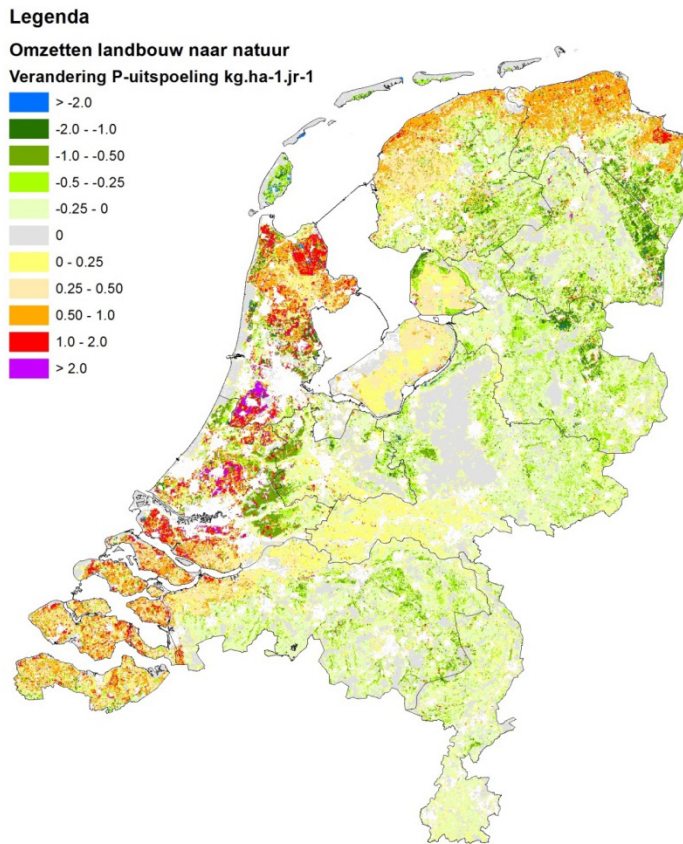 Legenda
Omzetten landbouw naar natuur
Verandering P-uitspoeling kg.ha-1.jr-1
> -2.0
-2.0 - -1.0
-1.0 - -0.50
-0.5 - -0.25
-0.25 - 0
0
0 - 0.25
0.25 - 0.50
0.50 - 1.0
1.0 - 2.0
> 2.0